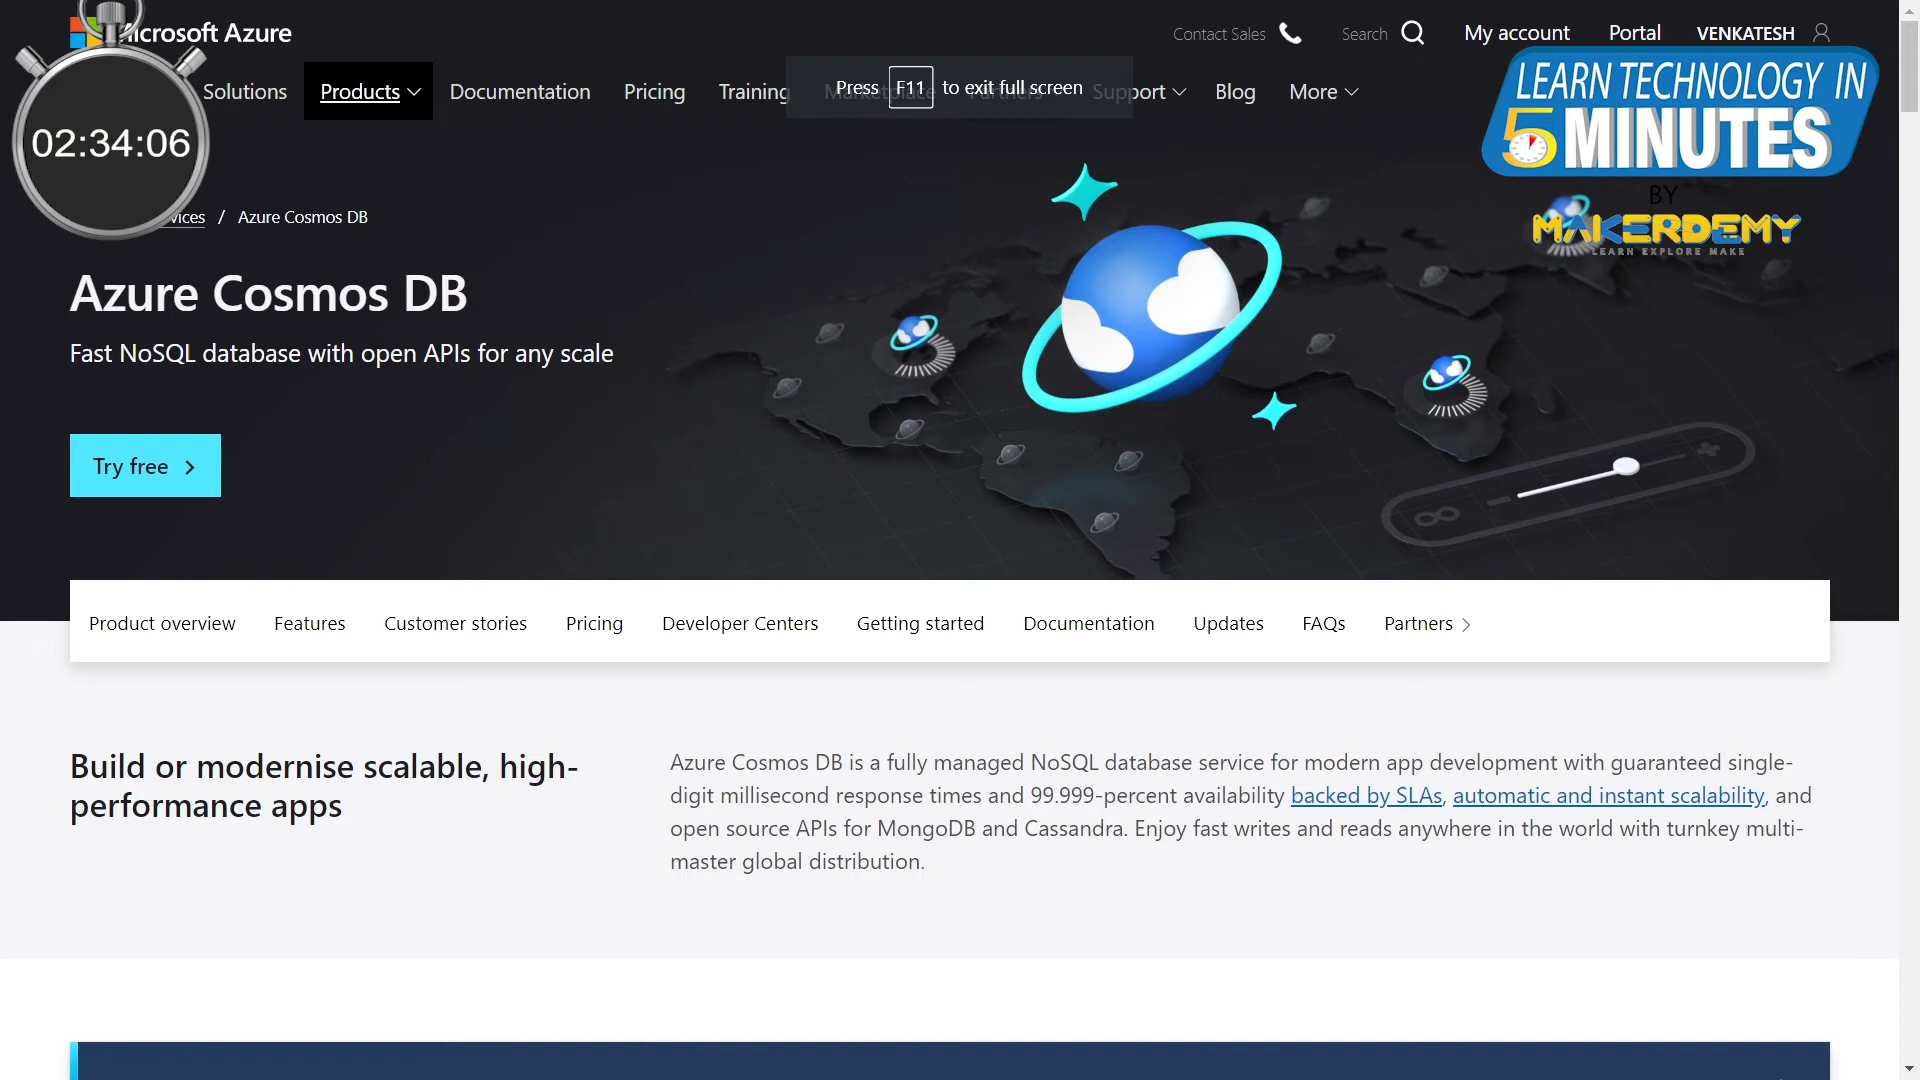 Microsoft Azure
Contact Sales
Search
My account
Portal
VENKATESH
Solutions
Products
Documentation
Pricing
Training
Marketplace
Partners
Support
Blog
More
Press F11 to exit full screen
02:34:06
LEARN TECHNOLOGY IN
5 MINUTES
BY
MAKERDEMY
LEARN EXPLORE MAKE
/ Azure Cosmos DB
Azure Cosmos DB
Fast NoSQL database with open APIs for any scale
Try free
Product overview
Features
Customer stories
Pricing
Developer Centers
Getting started
Documentation
Updates
FAQs
Partners
Build or modernise scalable, high-
performance apps
Azure Cosmos DB is a fully managed NoSQL database service for modern app development with guaranteed single-
digit millisecond response times and 99.999-percent availability backed by SLAs, automatic and instant scalability, and
open source APIs for MongoDB and Cassandra. Enjoy fast writes and reads anywhere in the world with turnkey multi-
master global distribution.